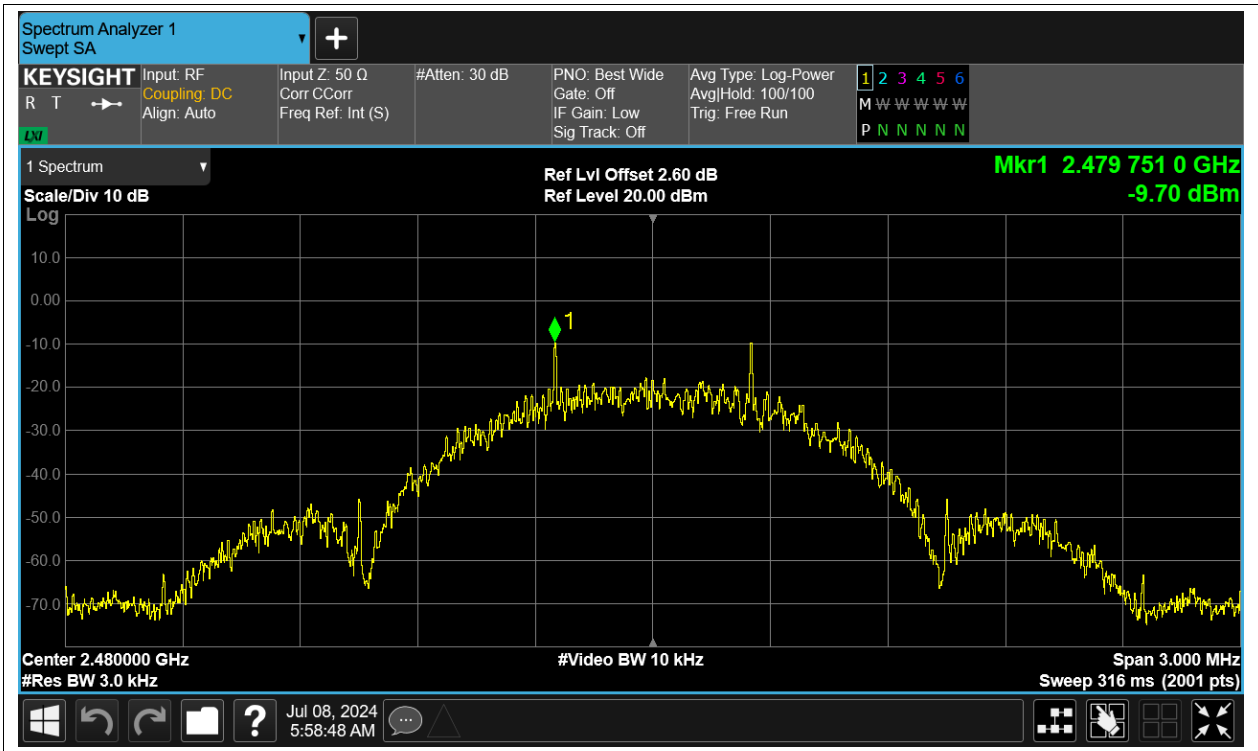 Spectrum Analyzer 1
Swept SA
KEYSIGHT
R T
LXI
Input: RF
Coupling: DC
Align: Auto
Input Z: 50 Ω
Corr CCorr
Freq Ref: Int (S)
#Atten: 30 dB
PNO: Best Wide
Gate: Off
IF Gain: Low
Sig Track: Off
Avg Type: Log-Power
Avg|Hold: 100/100
Trig: Free Run
1 2 3 4 5 6
M W W W W W
P N N N N N
1 Spectrum
Scale/Div 10 dB
Log
Ref Lvl Offset 2.60 dB
Ref Level 20.00 dBm
Mkr1 2.479 751 0 GHz
-9.70 dBm
10.0
0.00
1
-10.0
-20.0
-30.0
-40.0
-50.0
-60.0
-70.0
Center 2.480000 GHz
#Video BW 10 kHz
Span 3.000 MHz
#Res BW 3.0 kHz
Sweep 316 ms (2001 pts)
?
Jul 08, 2024
5:58:48 AM